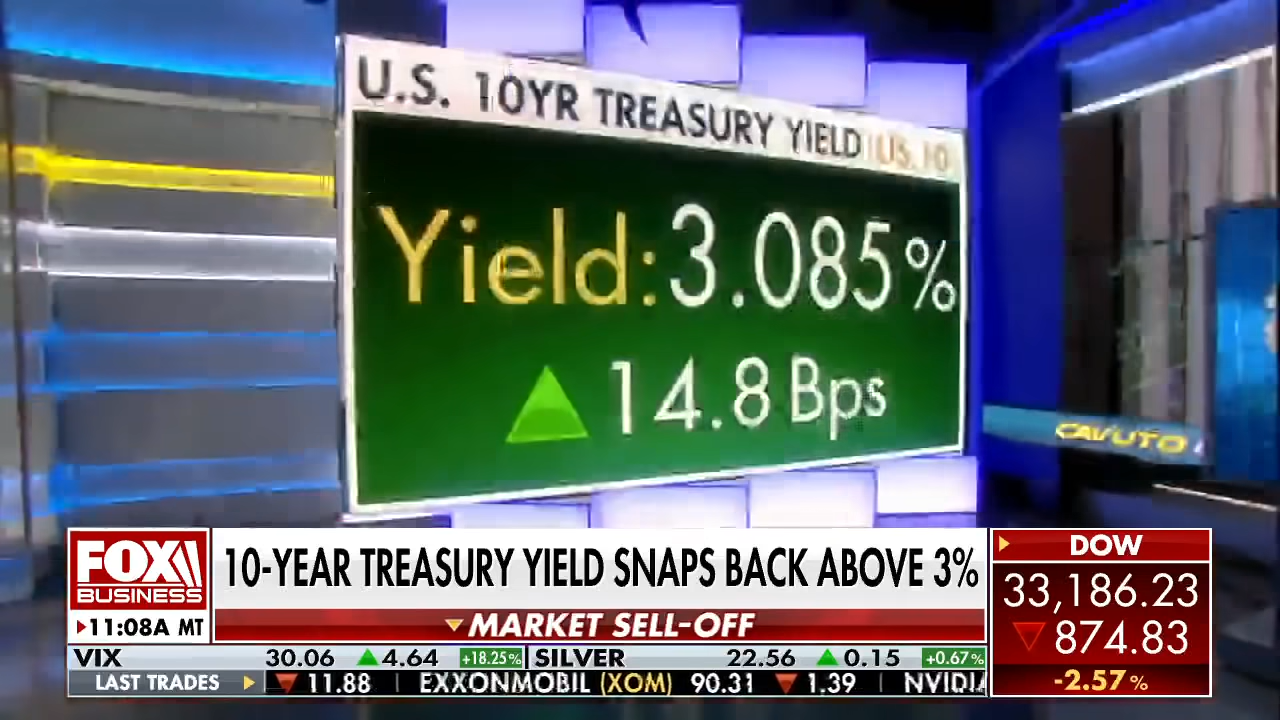 U.S. 10YR TREASURY YIELD US.10
Yield: 3.085%
▲ 14.8 Bps
CAVUTO
10-YEAR TREASURY YIELD SNAPS BACK ABOVE 3%
MARKET SELL-OFF
FOX
BUSINESS
11:08A MT
DOW
33,186.23
▼ 874.83
-2.57%
VIX 30.06 ▲4.64 +18.25% SILVER 22.56 ▲0.15 +0.67%
LAST TRADES ▼ 11.88 | EXXONMOBIL (XOM) 90.31 ▼ 1.39 | NVIDIA